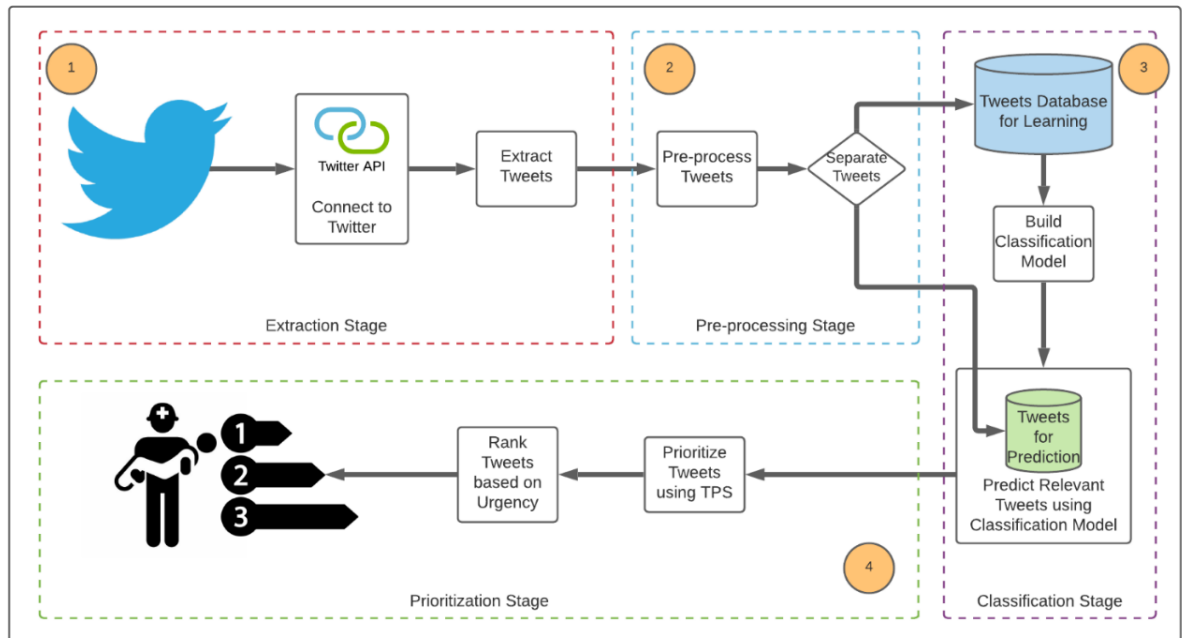 1
Twitter API
Connect to
Twitter
Extract
Tweets
Extraction Stage
2
Pre-process
Tweets
Separate
Tweets
Pre-processing Stage
3
Tweets Database
for Learning
Build
Classification
Model
Tweets
for
Prediction
Predict Relevant
Tweets using
Classification Model
Classification Stage
4
Prioritize
Tweets
using TPS
Rank
Tweets
based on
Urgency
1
2
3
Prioritization Stage